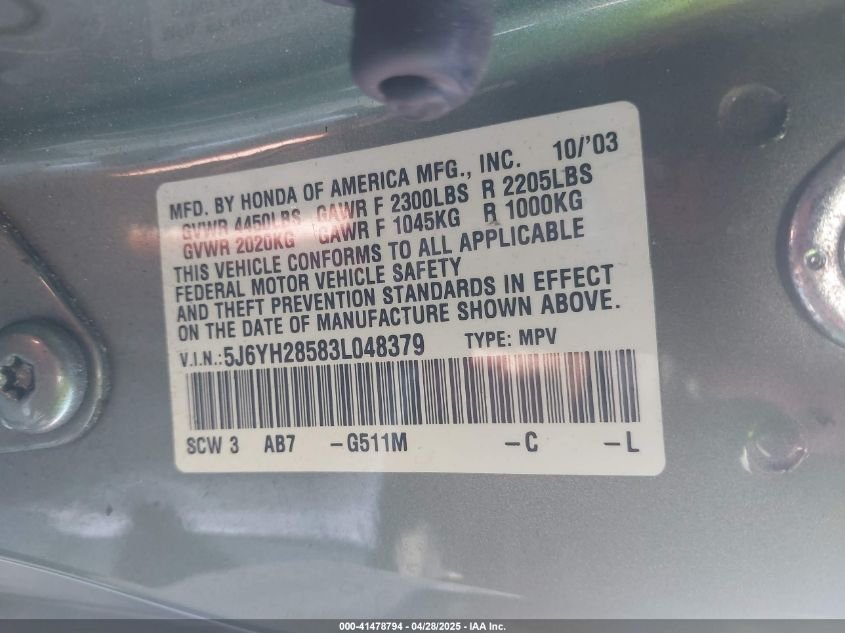 MFD. BY HONDA OF AMERICA MFG., INC. 10/'03
GVWR 4450LBS GAWR F 2300LBS R 2205LBS
GVWR 2020KG GAWR F 1045KG R 1000KG
THIS VEHICLE CONFORMS TO ALL APPLICABLE
FEDERAL MOTOR VEHICLE SAFETY
AND THEFT PREVENTION STANDARDS IN EFFECT
ON THE DATE OF MANUFACTURE SHOWN ABOVE.
V.I.N.:5J6YH28583L048379 TYPE: MPV
SCW 3 AB7 -G511M -C -L
000-41478794 - 04/28/2025 - IAA Inc.